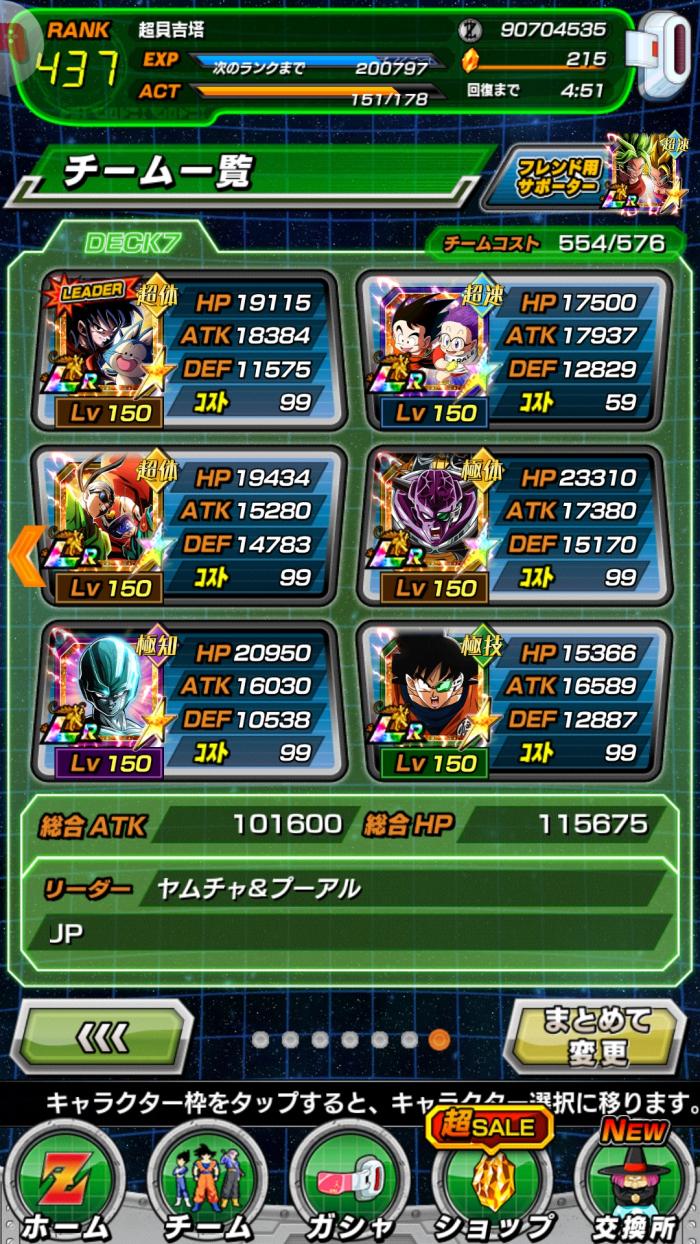 RANK
437
超貝吉塔
90704535
EXP
次のランクまで
200797
215
ACT
151/178
回復まで
4:51
チーム一覧
フレンド用
サポーター
超速
LR
DECK7
チームコスト 554/576
LEADER
超体
HP 19115
ATK 18384
DEF 11575
コスト 99
LR
Lv 150
超速
HP 17500
ATK 17937
DEF 12829
コスト 59
LR
Lv 150
超体
HP 19434
ATK 15280
DEF 14783
コスト 99
LR
Lv 150
極体
HP 23310
ATK 17380
DEF 15170
コスト 99
LR
Lv 150
極知
HP 20950
ATK 16030
DEF 10538
コスト 99
LR
Lv 150
極技
HP 15366
ATK 16589
DEF 12887
コスト 99
LR
Lv 150
総合ATK 101600
総合HP 115675
リーダー ヤムチャ&プーアル
JP
まとめて
変更
キャラクター枠をタップすると、キャラクター選択に移ります。
超SALE
NEW
ホーム
チーム
ガシャ
ショップ
交換所